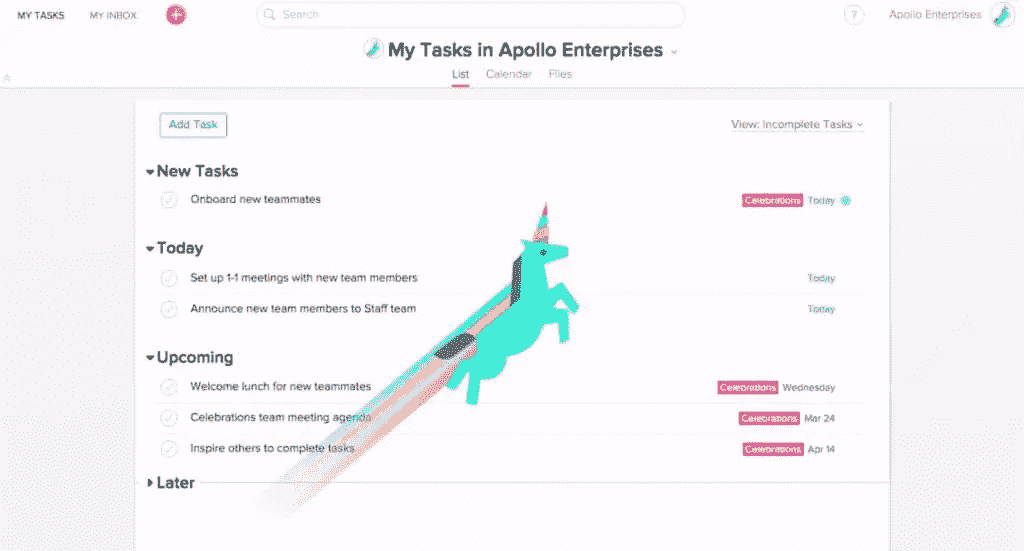 MY TASKS MY INBOX Search ? Apollo Enterprises
My Tasks in Apollo Enterprises
List Calendar Files
Add Task View: Incomplete Tasks
New Tasks
Onboard new teammates Celebrations Today
Today
Set up 1-1 meetings with new team members Today
Announce new team members to Staff team Today
Upcoming
Welcome lunch for new teammates Celebrations Wednesday
Celebrations team meeting agenda Celebrations Mar 24
Inspire others to complete tasks Celebrations Apr 14
Later